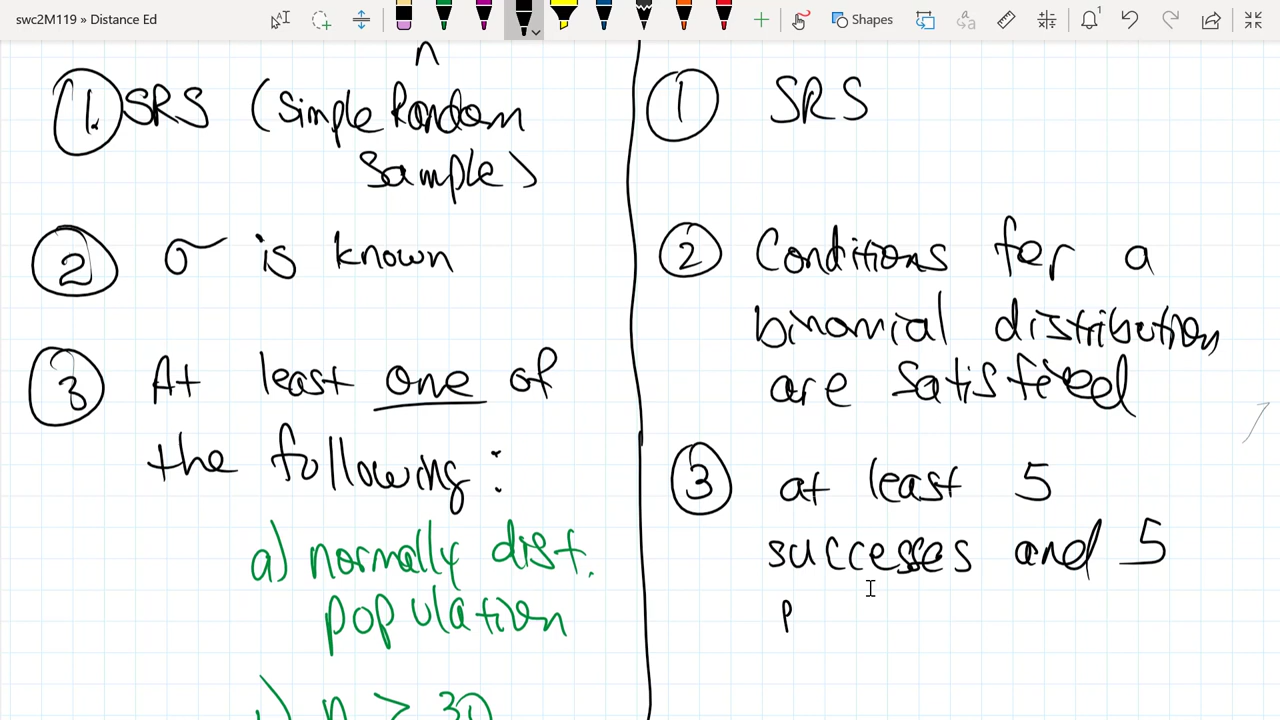 swc2M119 » Distance Ed
Shapes
n
1. SRS (Simple Random
Sample)
2 σ is known
3 At least one of
the following:
a) normally dist.
population
n > 30
1 SRS
2 Conditions for a
binomial distribution
are satisfied
3 at least 5
successes and 5